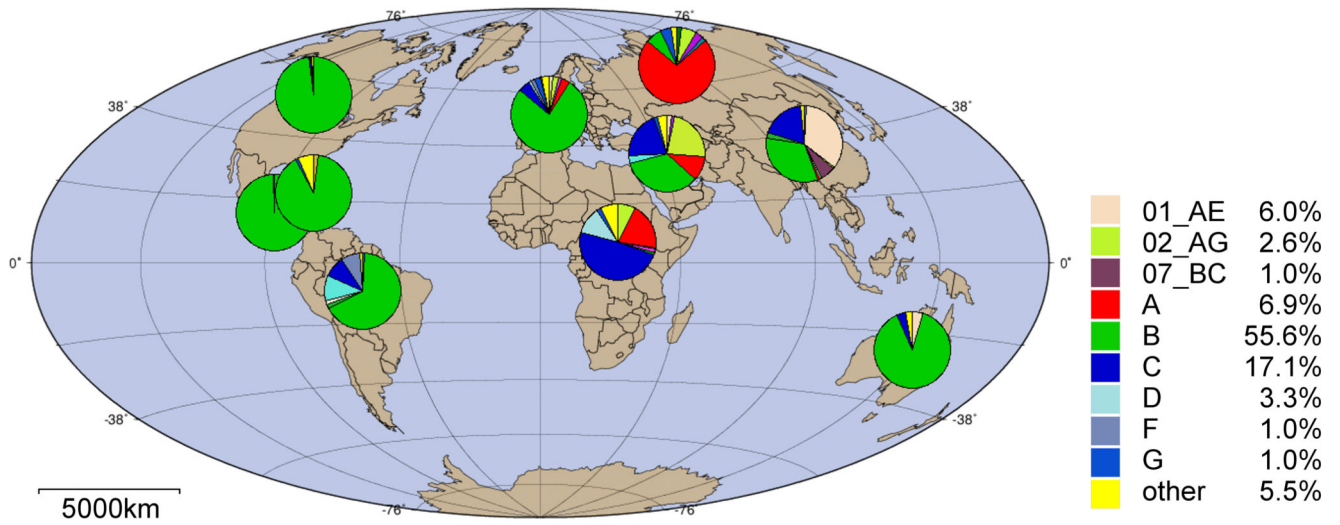 76˚ 76˚
38˚ 38˚
0˚ 0˚
-38˚ -38˚
-76˚ -76˚
5000km
01_AE 6.0%
02_AG 2.6%
07_BC 1.0%
A 6.9%
B 55.6%
C 17.1%
D 3.3%
F 1.0%
G 1.0%
other 5.5%